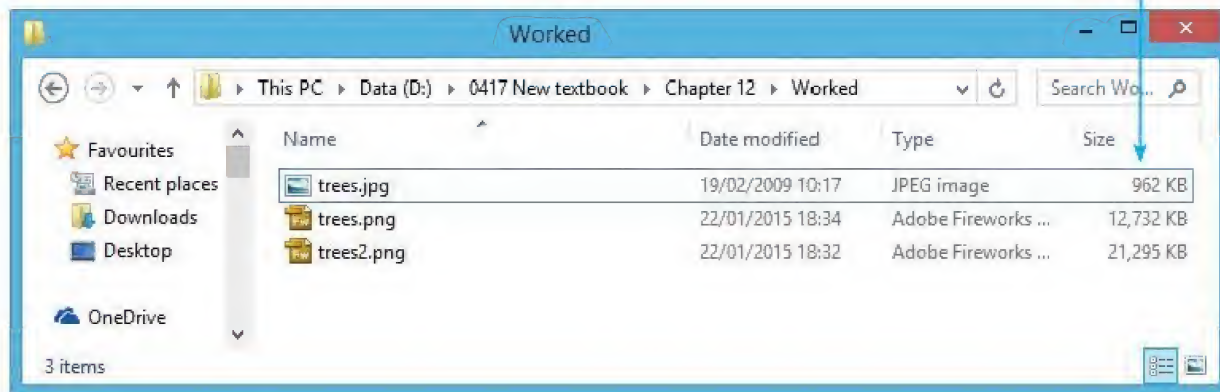 Worked
This PC ▸ Data (D:) ▸ 0417 New textbook ▸ Chapter 12 ▸ Worked
Search Wo...
Favourites
Recent places
Downloads
Desktop
OneDrive
Name Date modified Type Size
trees.jpg 19/02/2009 10:17 JPEG image 962 KB
trees.png 22/01/2015 18:34 Adobe Fireworks ... 12,732 KB
trees2.png 22/01/2015 18:32 Adobe Fireworks ... 21,295 KB
3 items